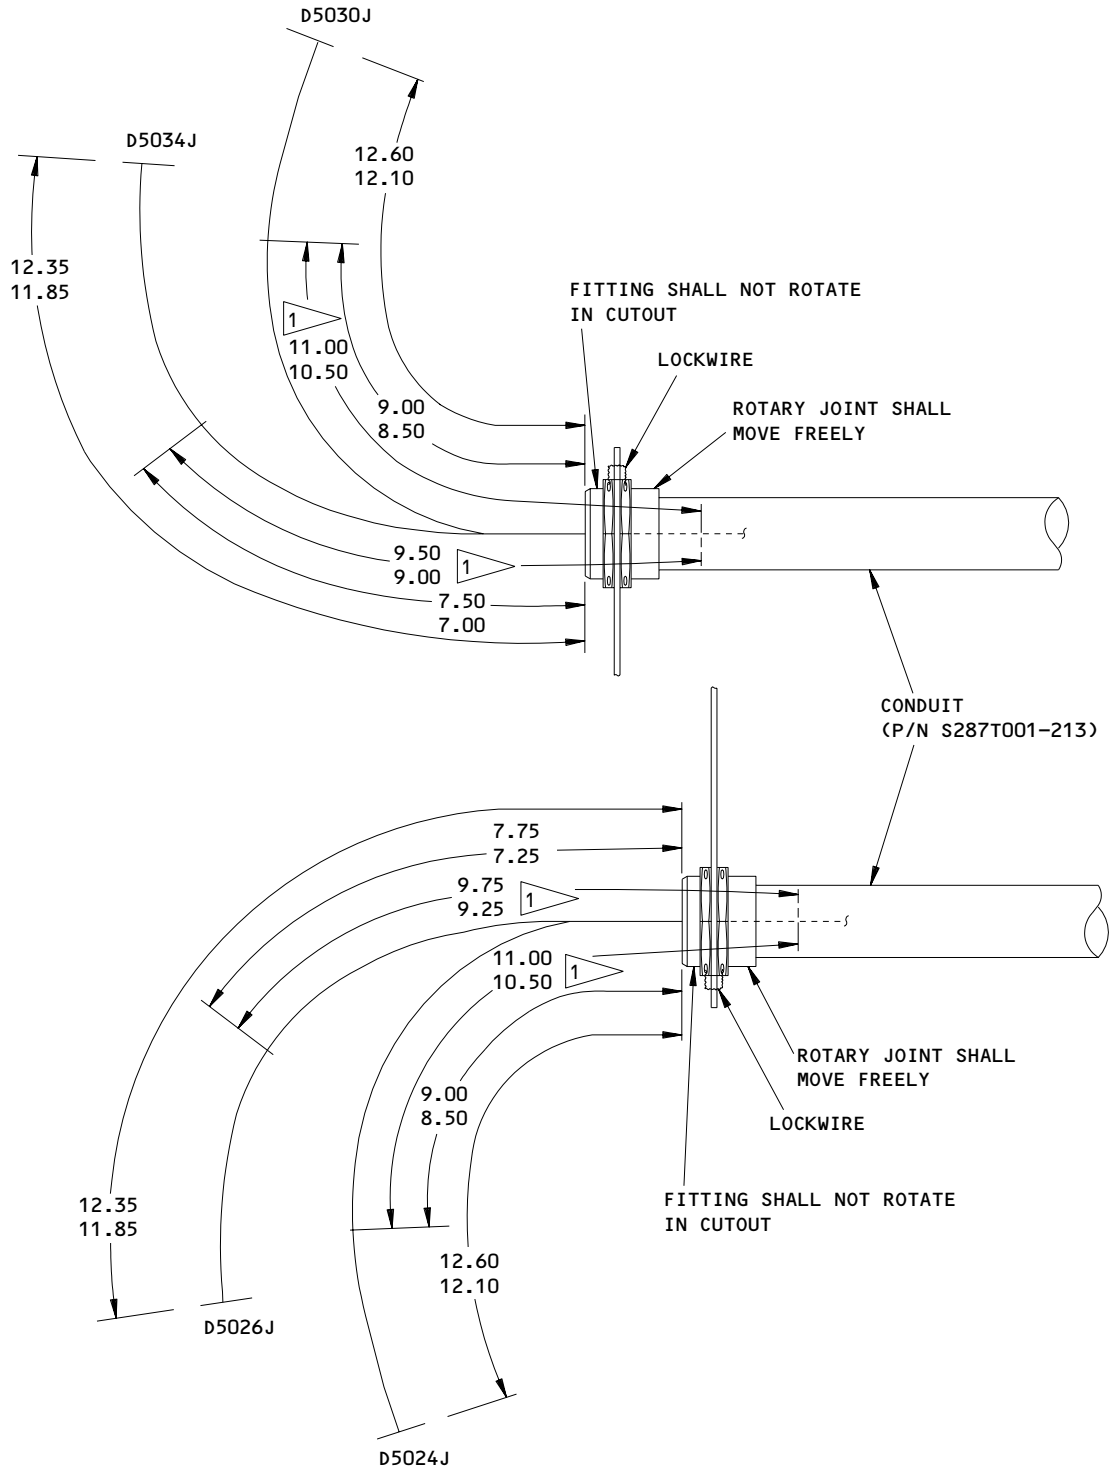 D5030J
D5034J
12.60
12.10
12.35
11.85
FITTING SHALL NOT ROTATE
IN CUTOUT
1
11.00
10.50
LOCKWIRE
9.00
8.50
ROTARY JOINT SHALL
MOVE FREELY
9.50
9.00
1
7.50
7.00
CONDUIT
(P/N S287T001-213)
7.75
7.25
9.75
9.25
1
11.00
10.50
1
ROTARY JOINT SHALL
MOVE FREELY
9.00
8.50
LOCKWIRE
12.35
11.85
FITTING SHALL NOT ROTATE
IN CUTOUT
12.60
12.10
D5026J
D5024J